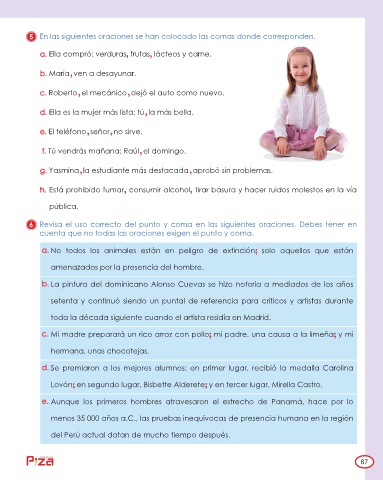 5 En las siguientes oraciones se han colocado las comas donde corresponden.
a. Ella compró: verduras, frutas, lácteos y carne.
b. María, ven a desayunar.
c. Roberto, el mecánico, dejó el auto como nuevo.
d. Ella es la mujer más lista; tú, la más bella.
e. El teléfono, señor, no sirve.
f. Tú vendrás mañana; Raúl, el domingo.
g. Yasmina, la estudiante más destacada, aprobó sin problemas.
h. Está prohibido fumar, consumir alcohol, tirar basura y hacer ruidos molestos en la vía
pública.
6 Revisa el uso correcto del punto y coma en las siguientes oraciones. Debes tener en
cuenta que no todas las oraciones exigen el punto y coma.
a. No todos los animales están en peligro de extinción; solo aquellos que están
amenazados por la presencia del hombre.
b. La pintura del dominicano Alonso Cuevas se hizo notoria a mediados de los años
setenta y continuó siendo un puntal de referencia para críticos y artistas durante
toda la década siguiente cuando el artista residía en Madrid.
c. Mi madre preparará un rico arroz con pollo; mi padre, una causa a la limeña; y mi
hermana, unas chocotejas.
d. Se premiaron a los mejores alumnos: en primer lugar, recibió la medalla Carolina
Lovón; en segundo lugar, Bisbette Alderete; y en tercer lugar, Mirella Castro.
e. Aunque los primeros hombres atravesaron el estrecho de Panamá, hace por lo
menos 35 000 años a.C., las pruebas inequívocas de presencia humana en la región
del Perú actual datan de mucho tiempo después.
P:za
87